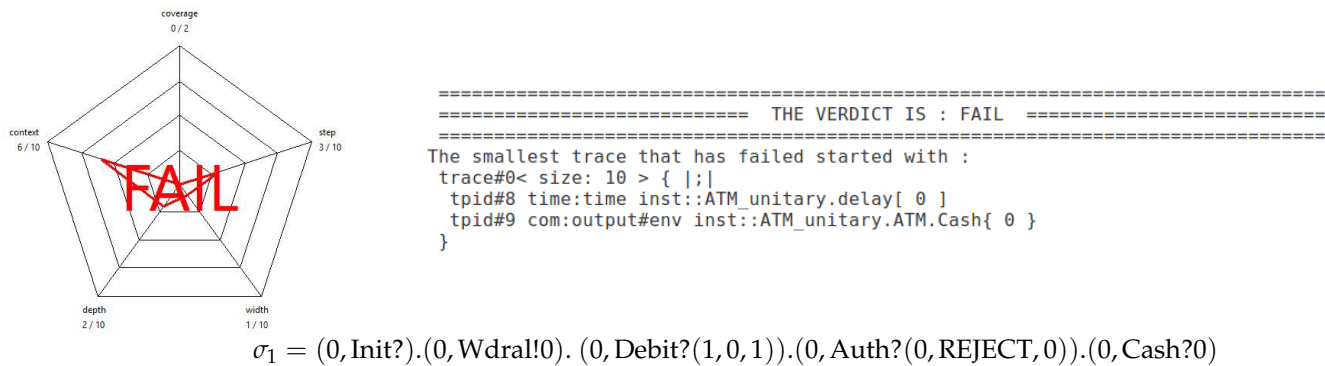 coverage
0 / 2
context
6 / 10
step
3 / 10
FAIL
depth
2 / 10
width
1 / 10
================================================================================
============================ THE VERDICT IS : FAIL ===========================
================================================================================
The smallest trace that has failed started with :
trace#0< size: 10 > { |;|
tpid#8 time:time inst::ATM_unitary.delay[ 0 ]
tpid#9 com:output#env inst::ATM_unitary.ATM.Cash{ 0 }
}
σ₁ = (0, Init?).(0, Wdral!0). (0, Debit?(1, 0, 1)).(0, Auth?(0, REJECT, 0)).(0, Cash?0)